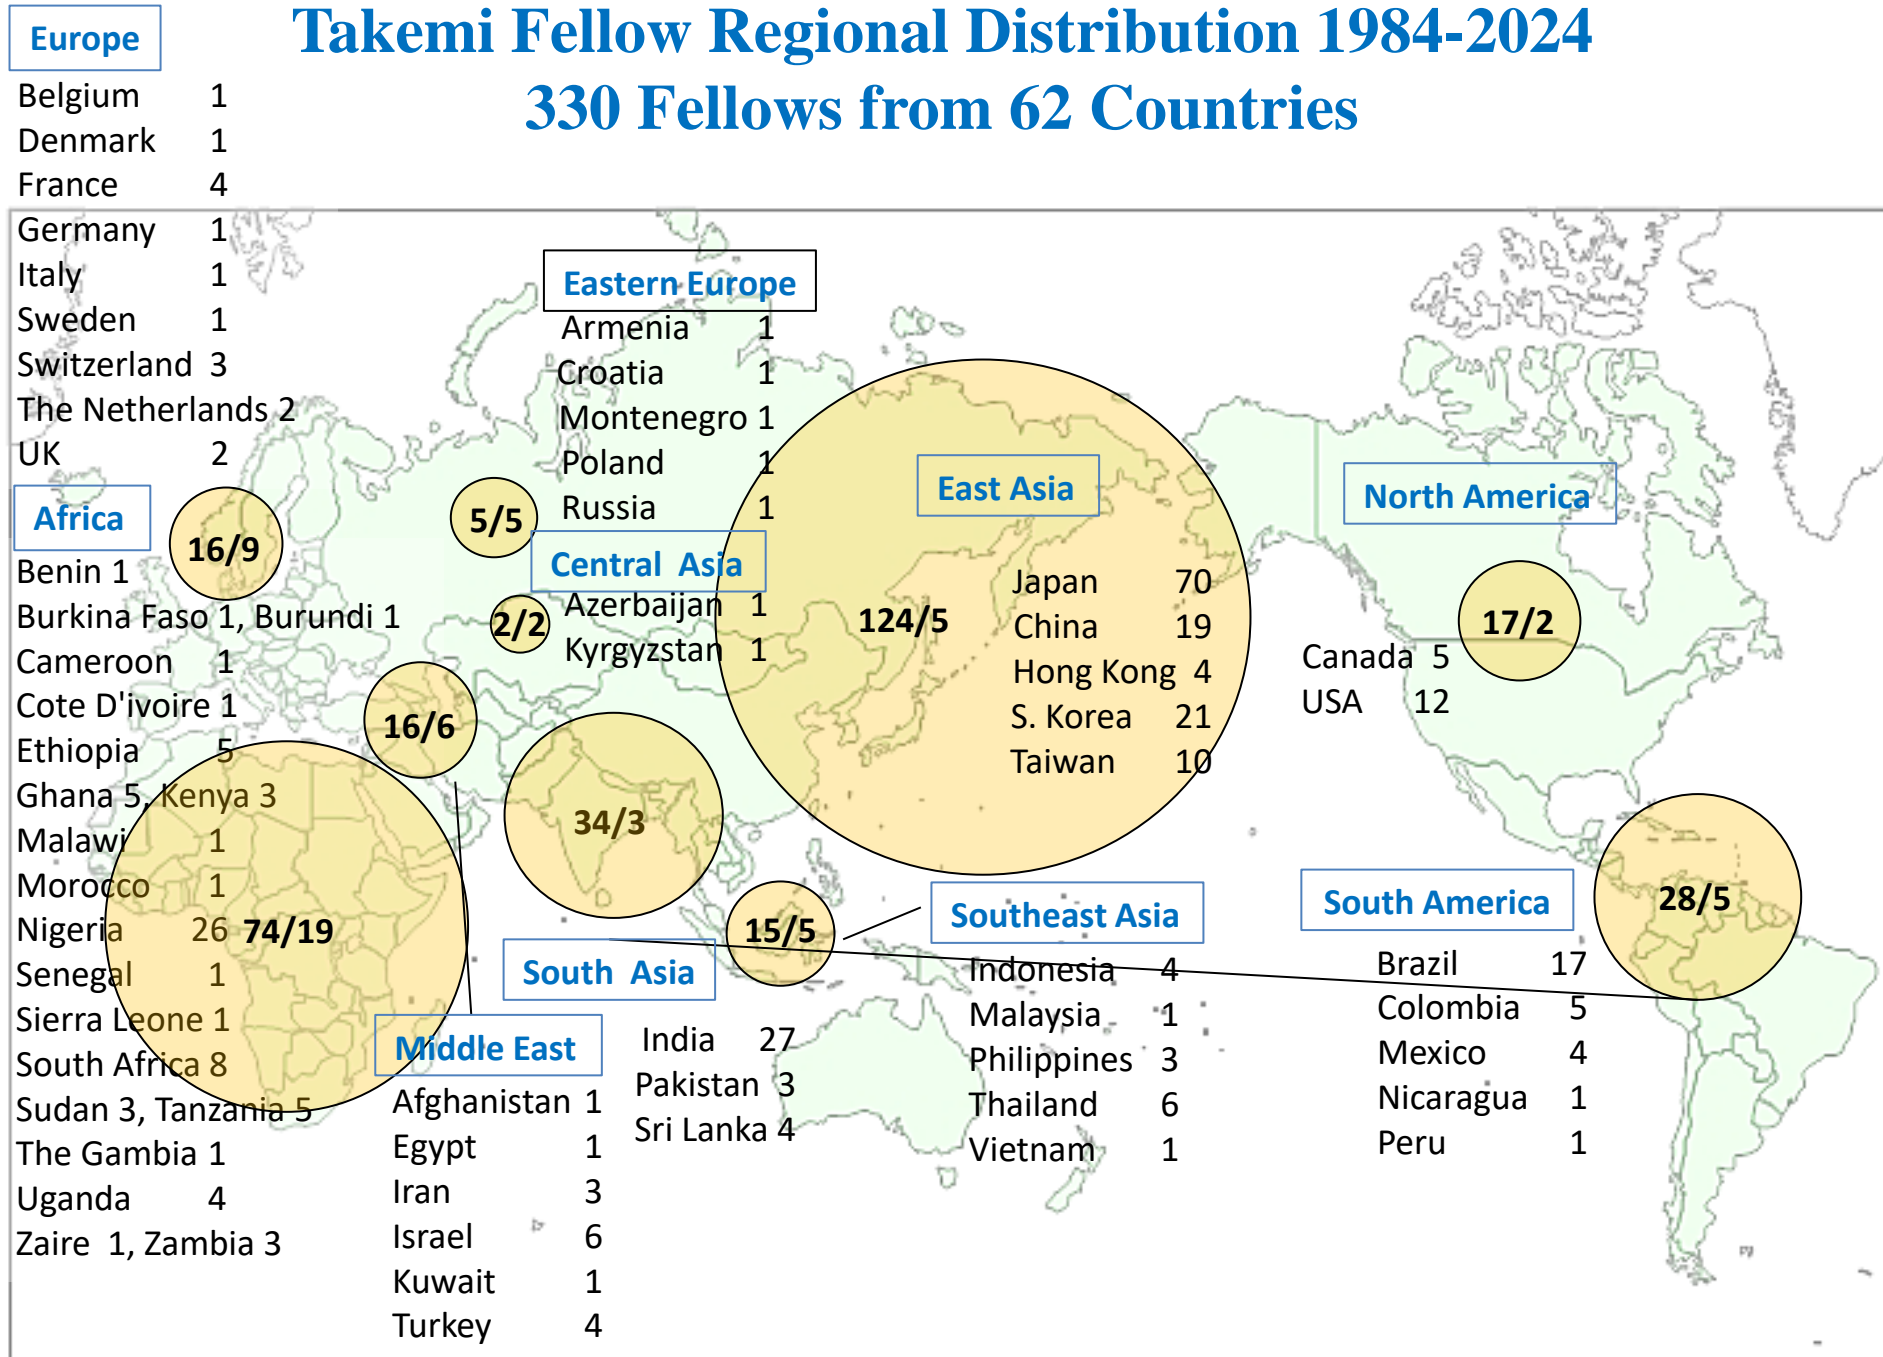 Takemi Fellow Regional Distribution 1984-2024
330 Fellows from 62 Countries
Europe
Belgium 1
Denmark 1
France 4
Germany 1
Italy 1
Sweden 1
Switzerland 3
The Netherlands 2
UK 2
16/9
Africa
Benin 1
Burkina Faso 1, Burundi 1
Cameroon 1
Cote D'ivoire 1
Ethiopia 5
Ghana 5, Kenya 3
Malawi 1
Morocco 1
Nigeria 26
Senegal 1
Sierra Leone 1
South Africa 8
Sudan 3, Tanzania 5
The Gambia 1
Uganda 4
Zaire 1, Zambia 3
74/19
Eastern Europe
Armenia 1
Croatia 1
Montenegro 1
Poland 1
Russia 1
5/5
Central Asia
Azerbaijan 1
Kyrgyzstan 1
2/2
16/6
Middle East
Afghanistan 1
Egypt 1
Iran 3
Israel 6
Kuwait 1
Turkey 4
34/3
South Asia
India 27
Pakistan 3
Sri Lanka 4
East Asia
124/5
Japan 70
China 19
Hong Kong 4
S. Korea 21
Taiwan 10
15/5
Southeast Asia
Indonesia 4
Malaysia 1
Philippines 3
Thailand 6
Vietnam 1
North America
17/2
Canada 5
USA 12
South America
28/5
Brazil 17
Colombia 5
Mexico 4
Nicaragua 1
Peru 1